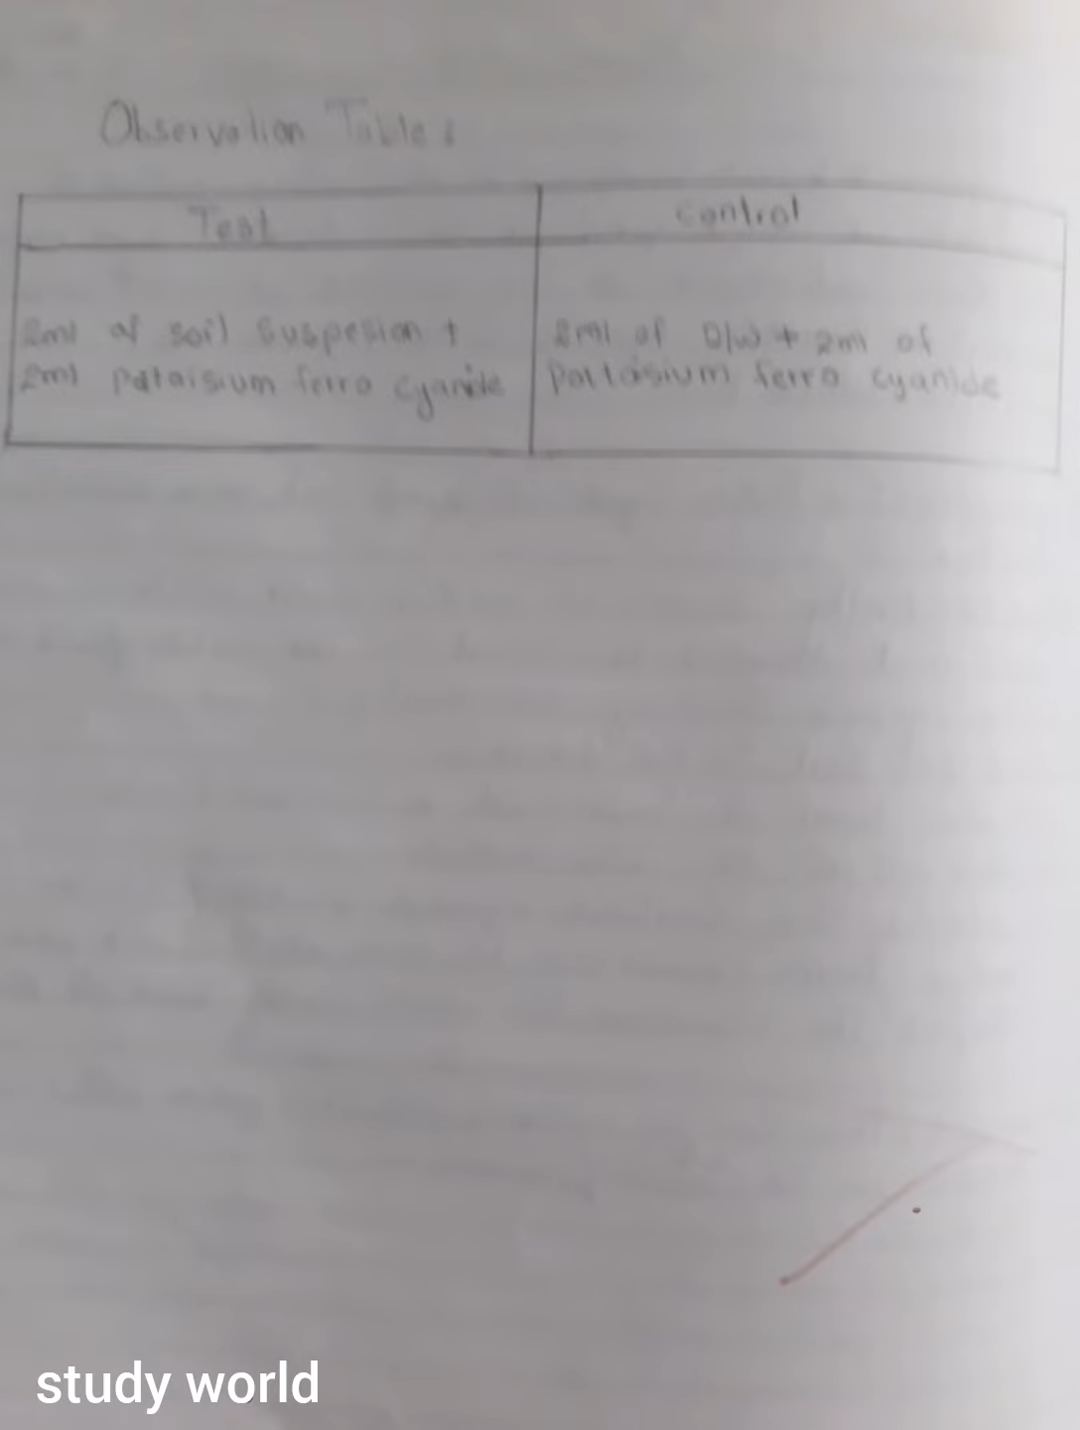 Observation Table :
Test
Control
2ml of soil suspesion +
2ml pataisium ferro cyanide
2ml of D/w + 2ml of
pottasium ferro cyanide
study world